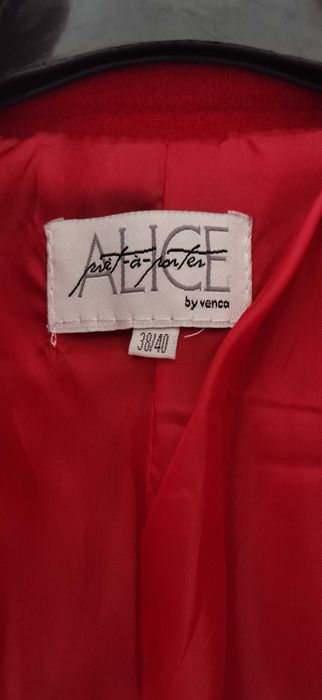 ALICE
prêt-à-porter
by venca
38/40